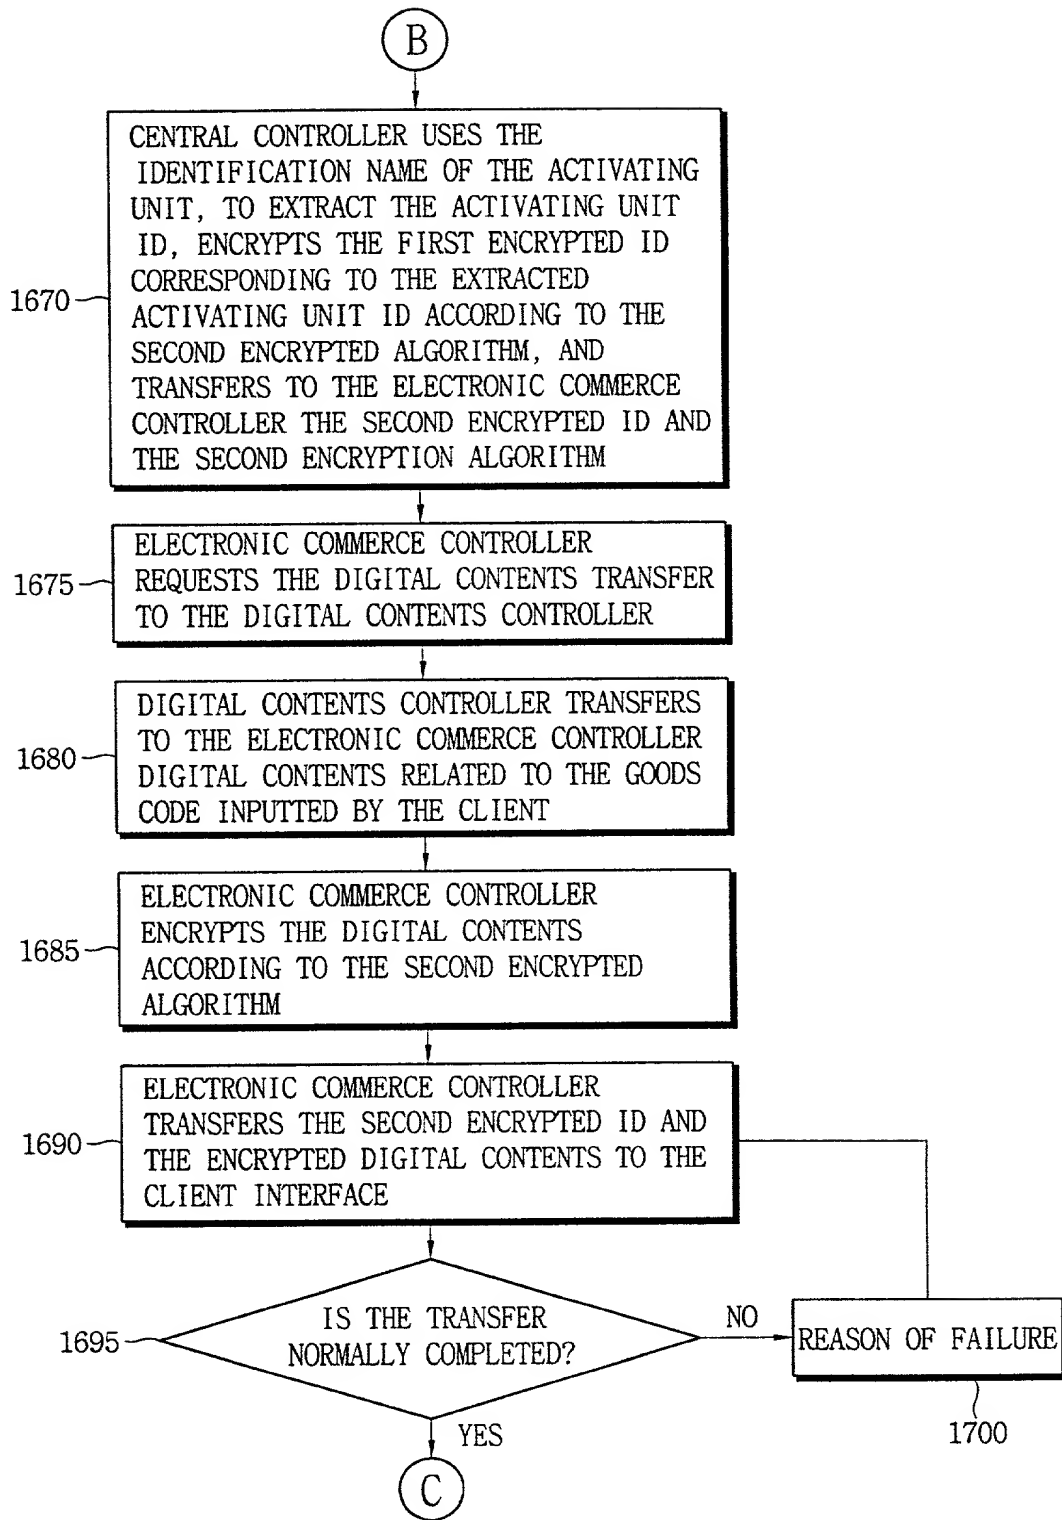 B
CENTRAL CONTROLLER USES THE
IDENTIFICATION NAME OF THE ACTIVATING
UNIT, TO EXTRACT THE ACTIVATING UNIT
ID, ENCRYPTS THE FIRST ENCRYPTED ID
CORRESPONDING TO THE EXTRACTED
ACTIVATING UNIT ID ACCORDING TO THE
SECOND ENCRYPTED ALGORITHM, AND
TRANSFERS TO THE ELECTRONIC COMMERCE
CONTROLLER THE SECOND ENCRYPTED ID AND
THE SECOND ENCRYPTION ALGORITHM
1670
ELECTRONIC COMMERCE CONTROLLER
REQUESTS THE DIGITAL CONTENTS TRANSFER
TO THE DIGITAL CONTENTS CONTROLLER
1675
DIGITAL CONTENTS CONTROLLER TRANSFERS
TO THE ELECTRONIC COMMERCE CONTROLLER
DIGITAL CONTENTS RELATED TO THE GOODS
CODE INPUTTED BY THE CLIENT
1680
ELECTRONIC COMMERCE CONTROLLER
ENCRYPTS THE DIGITAL CONTENTS
ACCORDING TO THE SECOND ENCRYPTED
ALGORITHM
1685
ELECTRONIC COMMERCE CONTROLLER
TRANSFERS THE SECOND ENCRYPTED ID AND
THE ENCRYPTED DIGITAL CONTENTS TO THE
CLIENT INTERFACE
1690
IS THE TRANSFER
NORMALLY COMPLETED?
1695
NO
REASON OF FAILURE
1700
YES
C